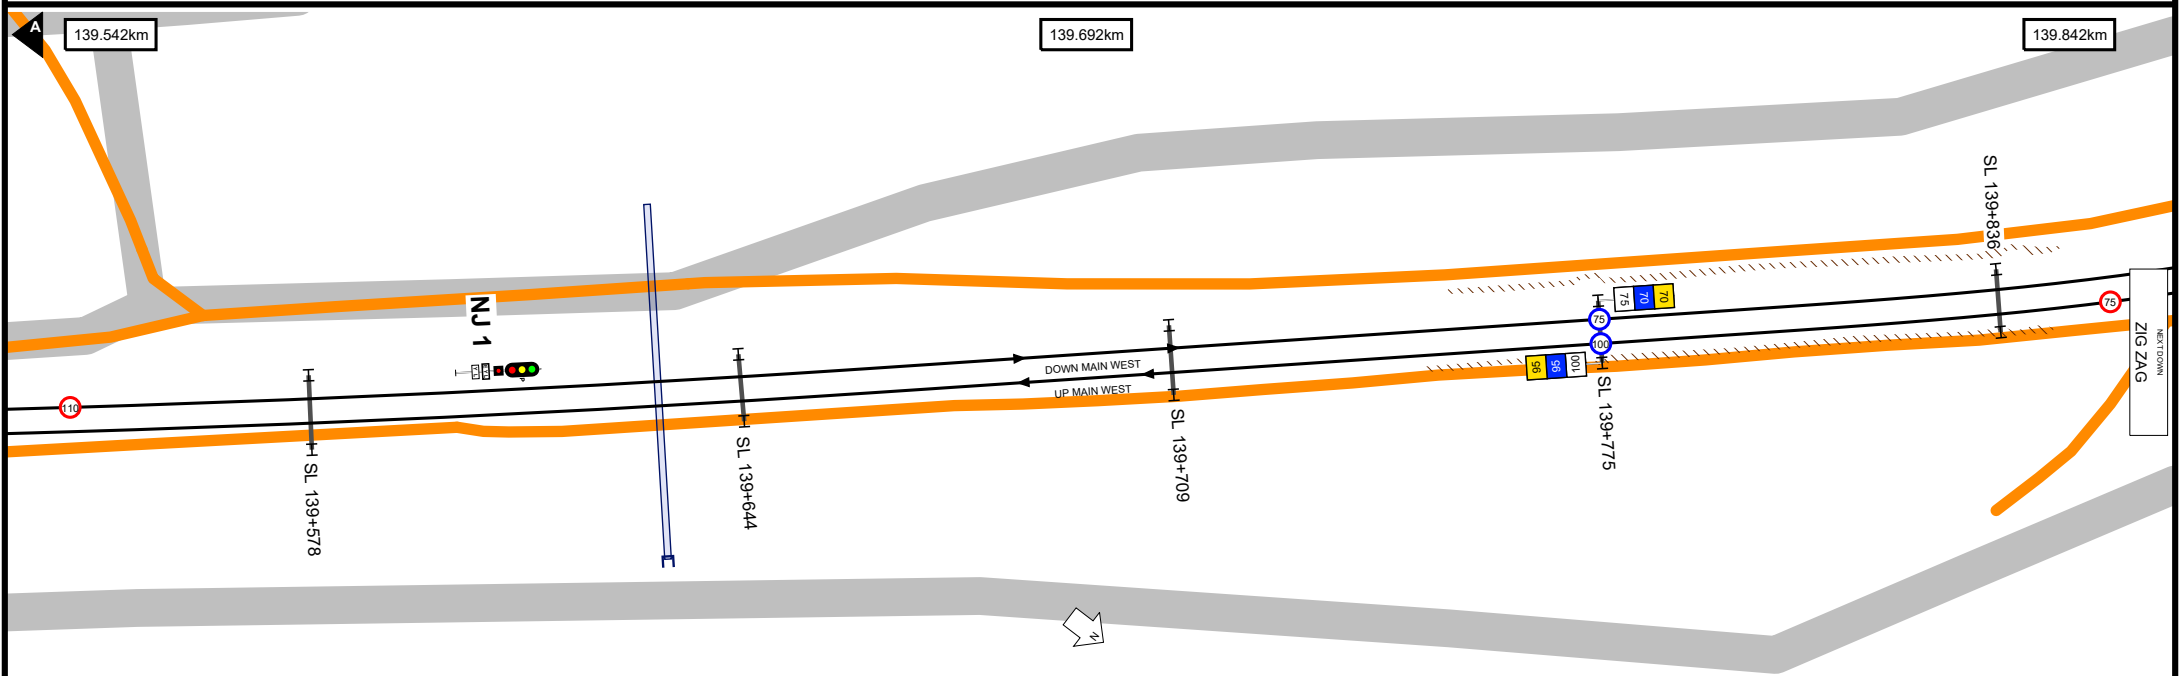 A
139.542km
139.692km
139.842km
SL 139+836
NJ 1
75
70
70
75
100
95
95
100
75
110
DOWN MAIN WEST
UP MAIN WEST
SL 139+578
SL 139+644
SL 139+709
SL 139+775
NEXT DOWN
ZIG ZAG
P
N